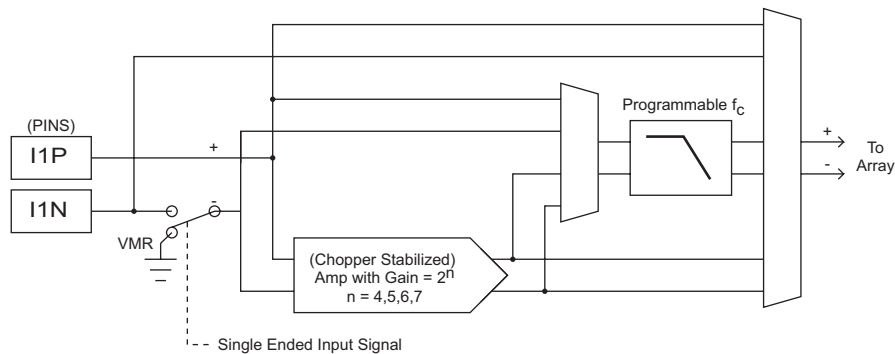 (PINS)
I1P
I1N
+
-
VMR
Single Ended Input Signal
(Chopper Stabilized)
Amp with Gain = 2ⁿ
n = 4,5,6,7
Programmable f꜀
+
-
To
Array